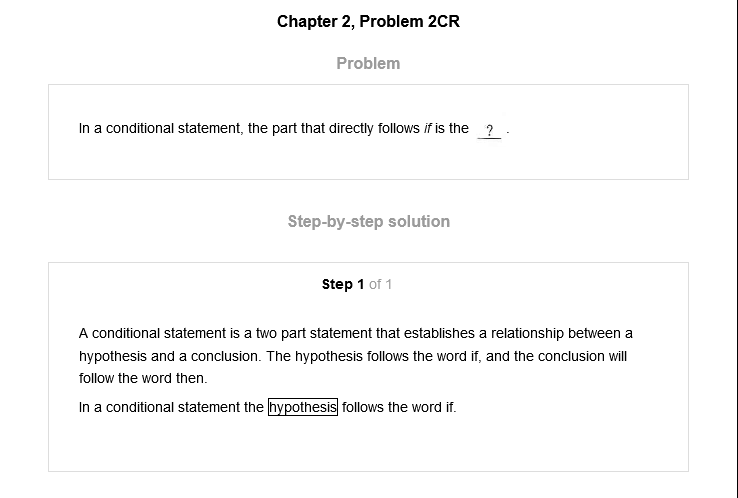 Chapter 2, Problem 2CR
Problem
In a conditional statement, the part that directly follows if is the ? .
Step-by-step solution
Step 1 of 1
A conditional statement is a two part statement that establishes a relationship between a
hypothesis and a conclusion. The hypothesis follows the word if, and the conclusion will
follow the word then.
In a conditional statement the hypothesis follows the word if.